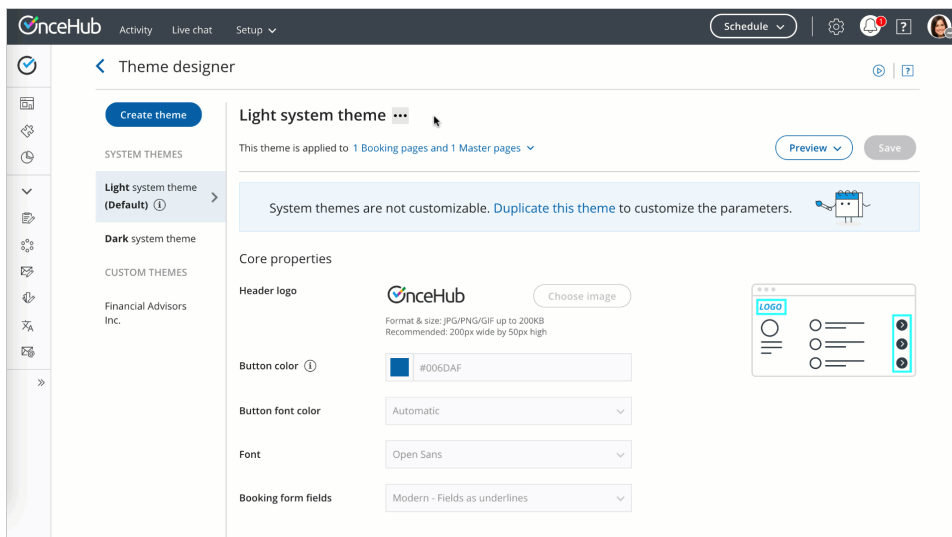 OnceHub Activity Live chat Setup Schedule 1 ?
Theme designer ?
Create theme
SYSTEM THEMES
Light system theme
(Default) i
Dark system theme
CUSTOM THEMES
Financial Advisors
Inc.
Light system theme ...
This theme is applied to 1 Booking pages and 1 Master pages
Preview Save
System themes are not customizable. Duplicate this theme to customize the parameters.
Core properties
Header logo
OnceHub Choose image
Format & size: JPG/PNG/GIF up to 200KB
Recommended: 200px wide by 50px high
LOGO
Button color i #006DAF
Button font color Automatic
Font Open Sans
Booking form fields Modern - Fields as underlines